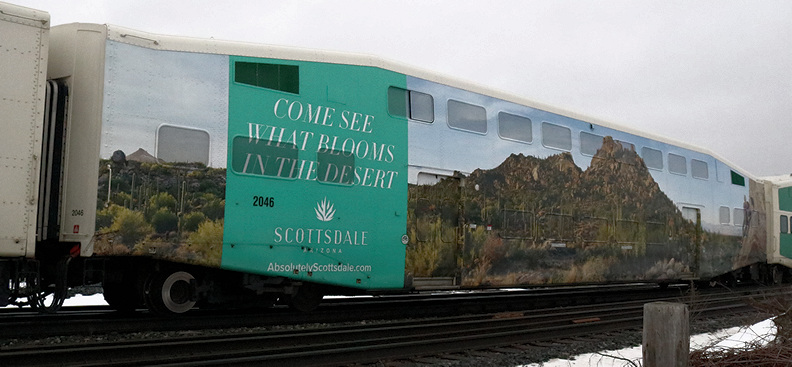 COME SEE
WHAT BLOOMS
IN THE DESERT
2046
2046
SCOTTSDALE
ARIZONA
AbsolutelyScottsdale.com